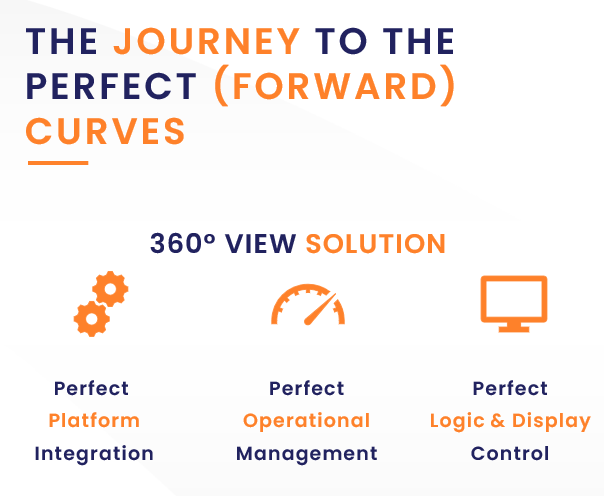 THE JOURNEY TO THE
PERFECT (FORWARD)
CURVES
360° VIEW SOLUTION
Perfect
Platform
Integration
Perfect
Operational
Management
Perfect
Logic & Display
Control